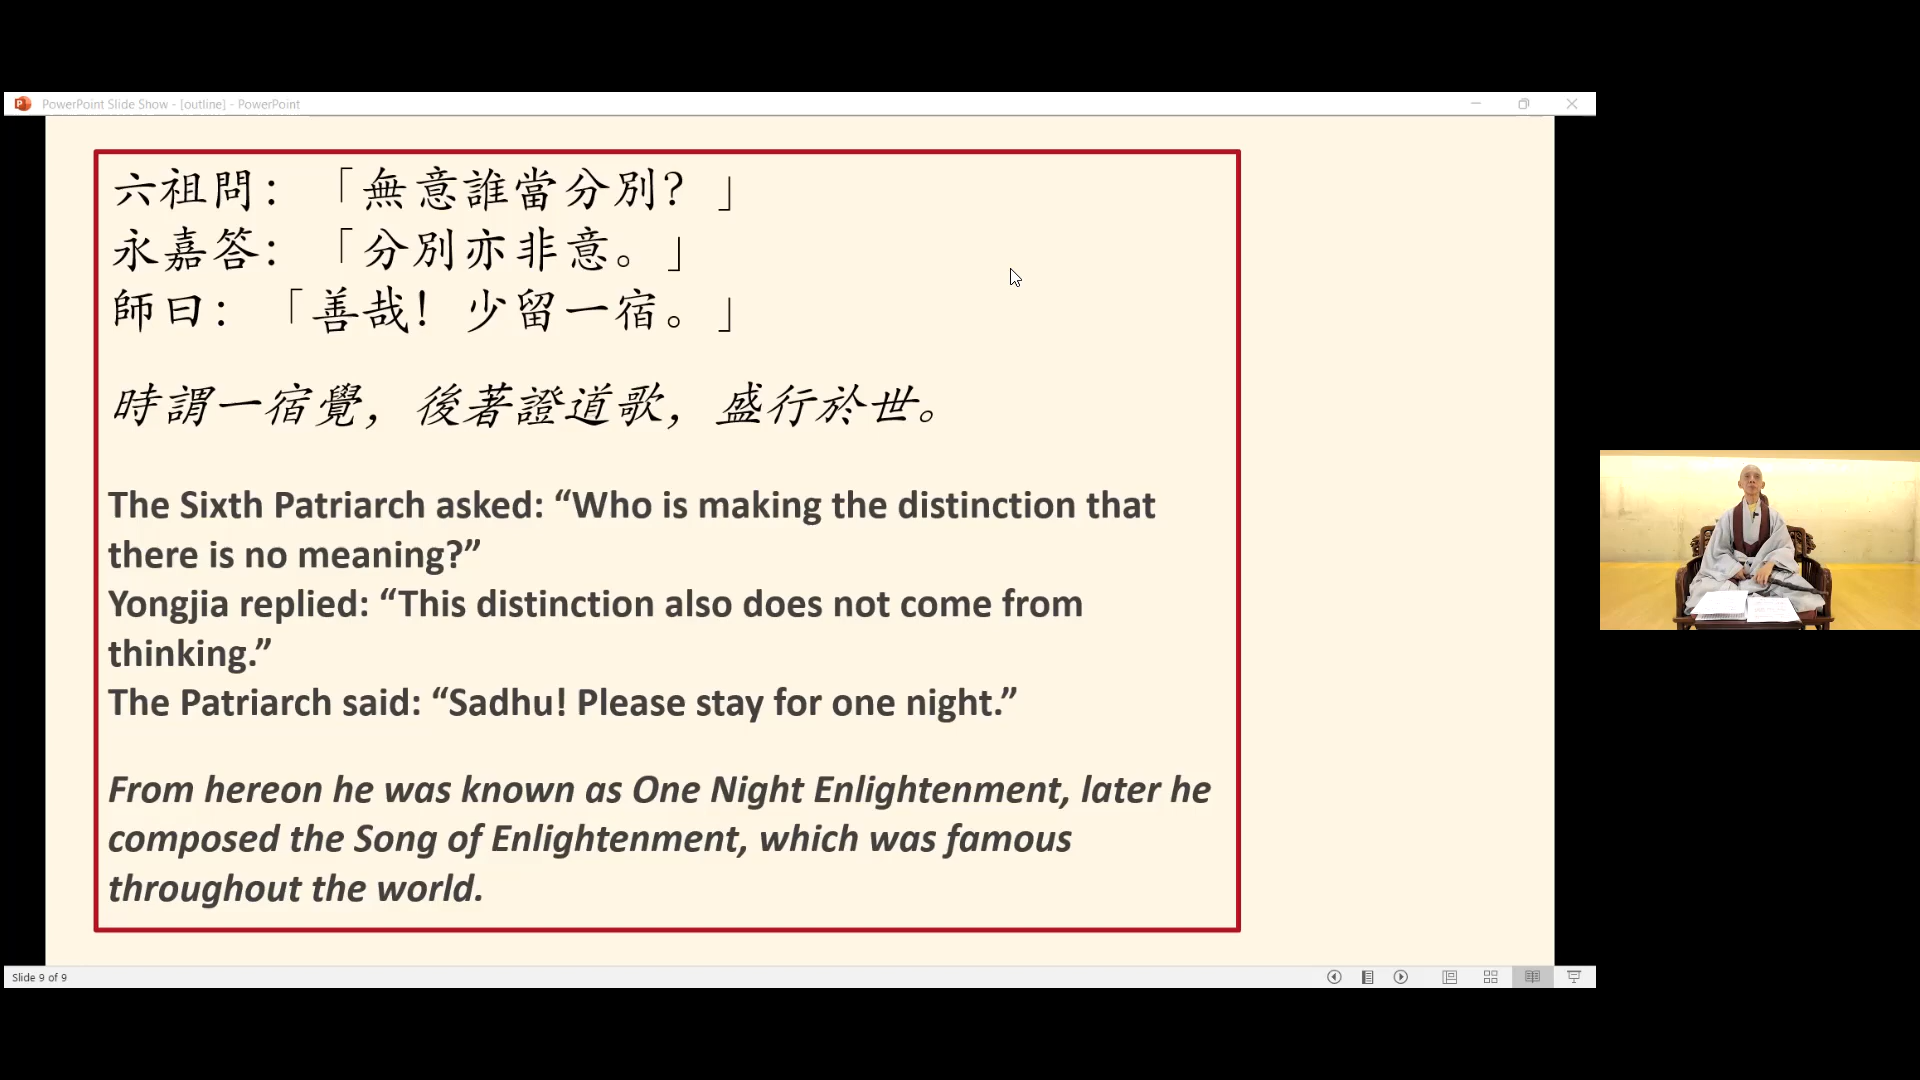 PowerPoint Slide Show - [outline] - PowerPoint
六祖問：「無意誰當分別？」
永嘉答：「分別亦非意。」
師曰：「善哉！少留一宿。」
時謂一宿覺，後著證道歌，盛行於世。
The Sixth Patriarch asked: “Who is making the distinction that
there is no meaning?”
Yongjia replied: “This distinction also does not come from
thinking.”
The Patriarch said: “Sadhu! Please stay for one night.”
From hereon he was known as One Night Enlightenment, later he
composed the Song of Enlightenment, which was famous
throughout the world.
Slide 9 of 9